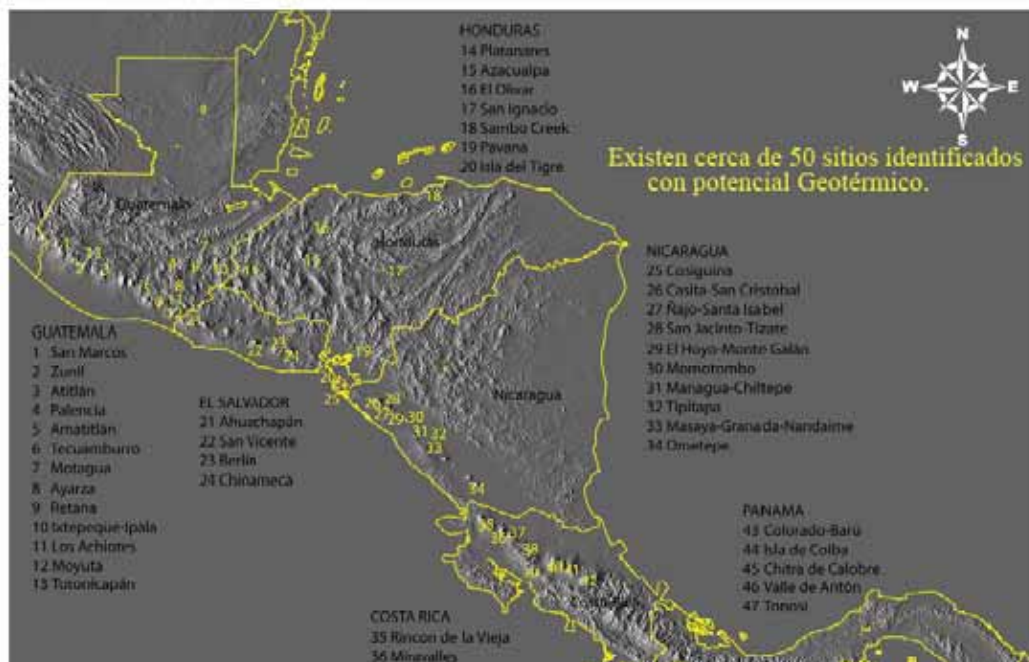 HONDURAS
14 Platanares
15 Azacualpa
16 El Olivar
17 San Ignacio
18 Sambo Creek
19 Pavana
20 Isla del Tigre
N
W E
S
Existen cerca de 50 sitios identificados
con potencial Geotérmico.
Guatemala
Honduras
Nicaragua
NICARAGUA
25 Cosiguina
26 Casita-San Cristobal
27 Ñajo-Santa Isabel
28 San Jacinto-Tizate
29 El Hoyo-Monte Galán
30 Momotombo
31 Managua-Chiltepe
32 Tipitapa
33 Masaya-Granada-Nandaime
34 Ometepe
GUATEMALA
1 San Marcos
2 Zunil
3 Atitlán
4 Palencia
5 Amatitlán
6 Tecuamburro
7 Motagua
8 Ayarza
9 Retana
10 Ixtepeque-Ipala
11 Los Achiotes
12 Moyuta
13 Totonicapán
EL SALVADOR
21 Ahuachapán
22 San Vicente
23 Berlín
24 Chinameca
PANAMA
43 Colorado-Barú
44 Isla de Coiba
45 Chitra de Calobre
46 Valle de Antón
47 Tonosí
COSTA RICA
35 Rincon de la Vieja
36 Miravalles